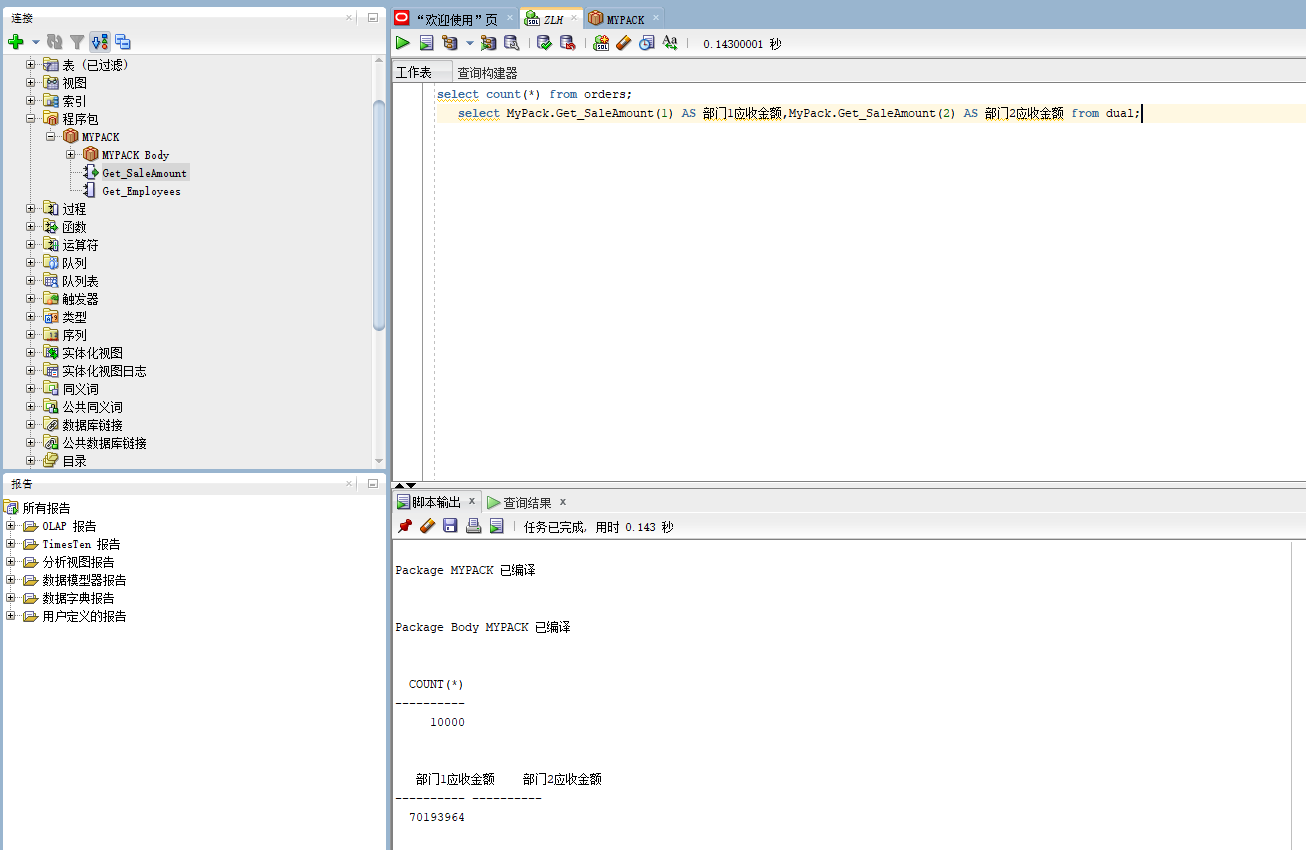 连接
表 (已过滤)
视图
索引
程序包
MYPACK
MYPACK Body
Get_SaleAmount
Get_Employees
过程
函数
运算符
队列
队列表
触发器
类型
序列
实体化视图
实体化视图日志
同义词
公共同义词
数据库链接
公共数据库链接
目录
报告
所有报告
OLAP 报告
TimesTen 报告
分析视图报告
数据模型器报告
数据字典报告
用户定义的报告
“欢迎使用”页 ZLH MYPACK
0.14300001 秒
工作表 查询构建器
select count(*) from orders;
select MyPack.Get_SaleAmount(1) AS 部门1应收金额,MyPack.Get_SaleAmount(2) AS 部门2应收金额 from dual;
脚本输出 x 查询结果 x
任务已完成, 用时 0.143 秒
Package MYPACK 已编译
Package Body MYPACK 已编译
COUNT(*)
----------
10000
部门1应收金额 部门2应收金额
---------- ----------
70193964